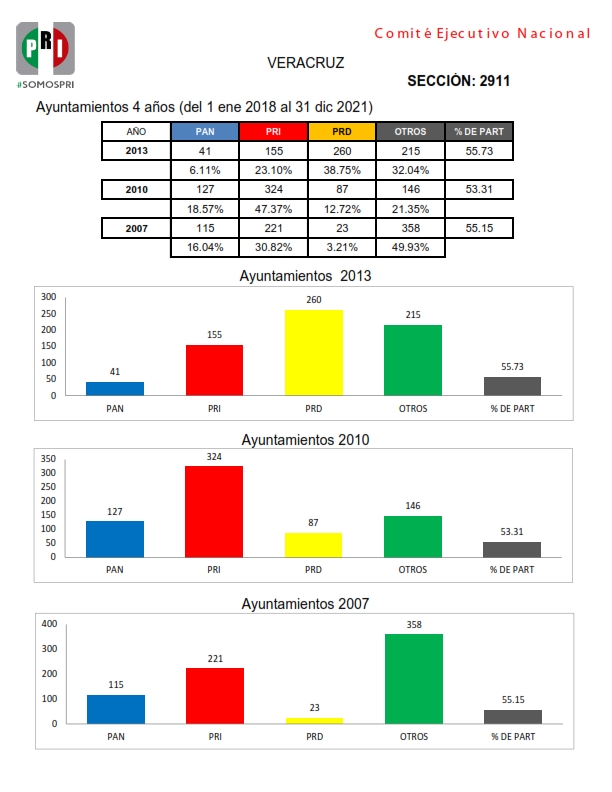 Comité Ejecutivo Nacional
PRI
#SOMOSPRI
VERACRUZ
SECCIÓN: 2911
Ayuntamientos 4 años (del 1 ene 2018 al 31 dic 2021)
AÑO PAN PRI PRD OTROS % DE PART
2013 41 155 260 215 55.73
6.11% 23.10% 38.75% 32.04%
2010 127 324 87 146 53.31
18.57% 47.37% 12.72% 21.35%
2007 115 221 23 358 55.15
16.04% 30.82% 3.21% 49.93%
Ayuntamientos 2013
300
250
200
150
100
50
0
41 155 260 215 55.73
PAN PRI PRD OTROS % DE PART
Ayuntamientos 2010
350
300
250
200
150
100
50
0
127 324 87 146 53.31
PAN PRI PRD OTROS % DE PART
Ayuntamientos 2007
400
300
200
100
0
115 221 23 358 55.15
PAN PRI PRD OTROS % DE PART